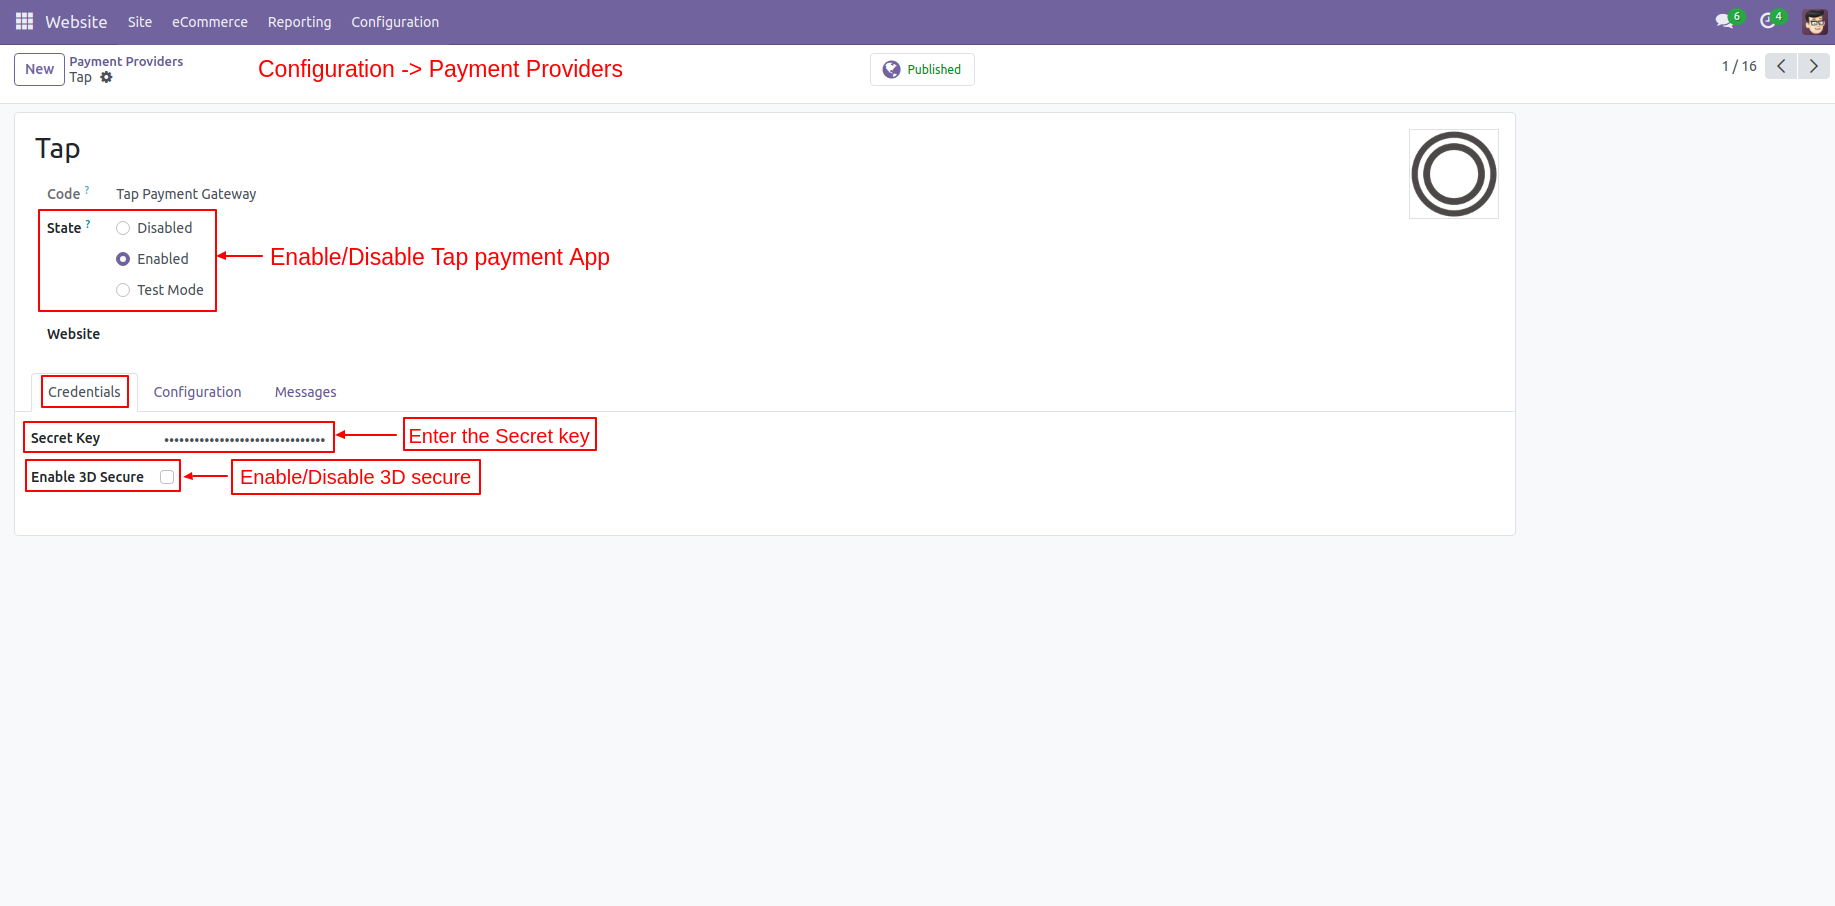 Website Site eCommerce Reporting Configuration 6 4
New Payment Providers
Tap
Configuration -> Payment Providers
Published
1 / 16
Tap
Code ? Tap Payment Gateway
State ? Disabled
Enabled
Test Mode
Enable/Disable Tap payment App
Website
Credentials Configuration Messages
Secret Key •••••••••••••••••••••••••••••••• Enter the Secret key
Enable 3D Secure Enable/Disable 3D secure